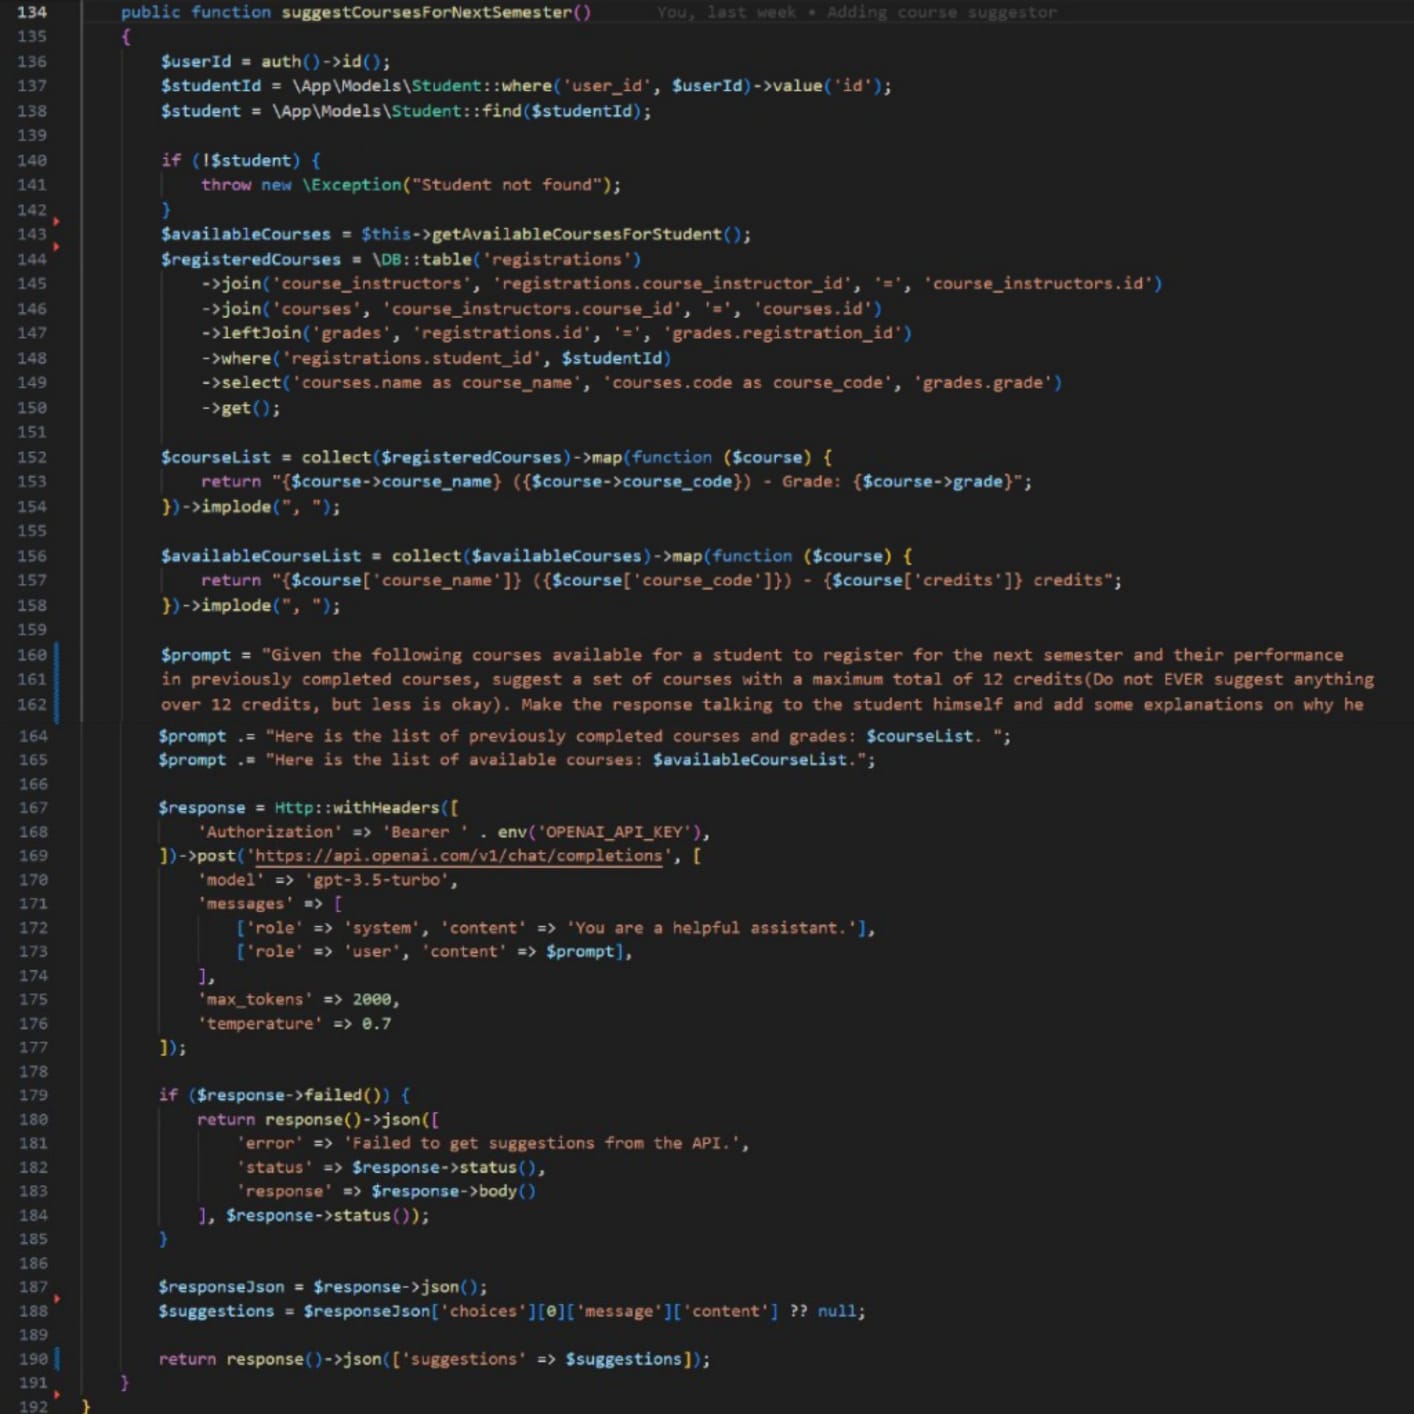 134 public function suggestCoursesForNextSemester() You, last week • Adding course suggestor
135 {
136 $userId = auth()->id();
137 $studentId = \App\Models\Student::where('user_id', $userId)->value('id');
138 $student = \App\Models\Student::find($studentId);
139
140 if (!$student) {
141 throw new \Exception("Student not found");
142 }
143 $availableCourses = $this->getAvailableCoursesForStudent();
144 $registeredCourses = \DB::table('registrations')
145 ->join('course_instructors', 'registrations.course_instructor_id', '=', 'course_instructors.id')
146 ->join('courses', 'course_instructors.course_id', '=', 'courses.id')
147 ->leftJoin('grades', 'registrations.id', '=', 'grades.registration_id')
148 ->where('registrations.student_id', $studentId)
149 ->select('courses.name as course_name', 'courses.code as course_code', 'grades.grade')
150 ->get();
151
152 $courseList = collect($registeredCourses)->map(function ($course) {
153 return "{$course->course_name} ({$course->course_code}) - Grade: {$course->grade}";
154 })->implode(", ");
155
156 $availableCourseList = collect($availableCourses)->map(function ($course) {
157 return "{$course['course_name']} ({$course['course_code']}) - {$course['credits']} credits";
158 })->implode(", ");
159
160 $prompt = "Given the following courses available for a student to register for the next semester and their performance
161 in previously completed courses, suggest a set of courses with a maximum total of 12 credits(Do not EVER suggest anything
162 over 12 credits, but less is okay). Make the response talking to the student himself and add some explanations on why he
164 $prompt .= "Here is the list of previously completed courses and grades: $courseList. ";
165 $prompt .= "Here is the list of available courses: $availableCourseList.";
166
167 $response = Http::withHeaders([
168 'Authorization' => 'Bearer ' . env('OPENAI_API_KEY'),
169 ])->post('https://api.openai.com/v1/chat/completions', [
170 'model' => 'gpt-3.5-turbo',
171 'messages' => [
172 ['role' => 'system', 'content' => 'You are a helpful assistant.'],
173 ['role' => 'user', 'content' => $prompt],
174 ],
175 'max_tokens' => 2000,
176 'temperature' => 0.7
177 ]);
178
179 if ($response->failed()) {
180 return response()->json([
181 'error' => 'Failed to get suggestions from the API.',
182 'status' => $response->status(),
183 'response' => $response->body()
184 ], $response->status());
185 }
186
187 $responseJson = $response->json();
188 $suggestions = $responseJson['choices'][0]['message']['content'] ?? null;
189
190 return response()->json(['suggestions' => $suggestions]);
191 }
192 }